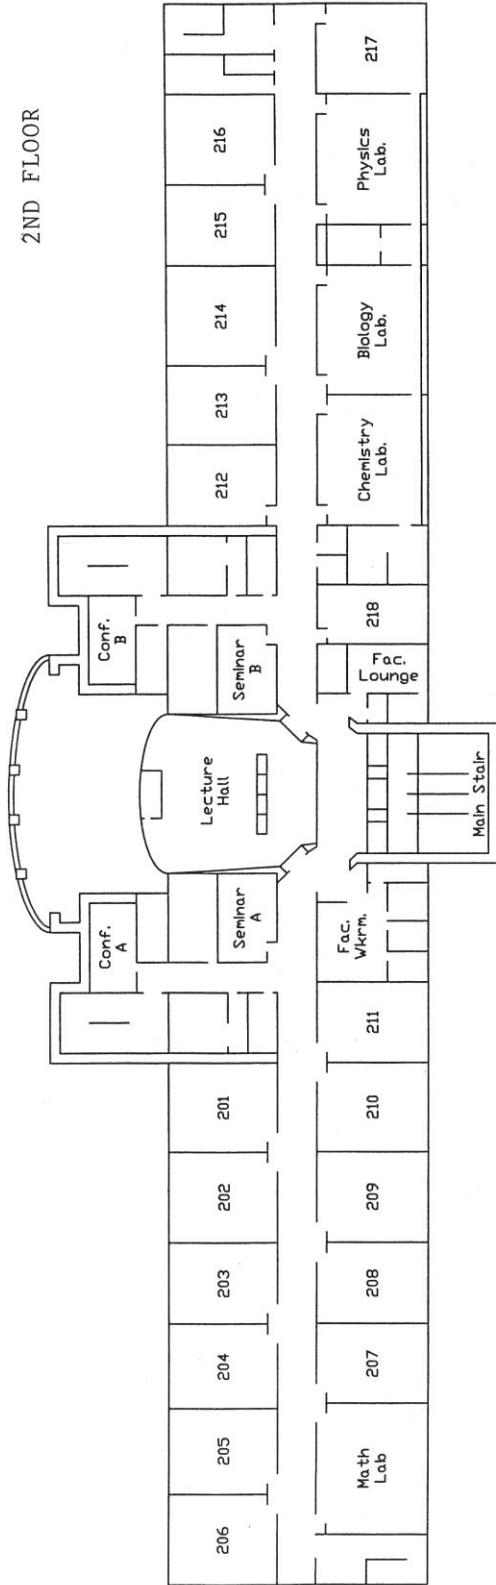 2ND FLOOR
206
205
204
203
202
201
Conf.
A
Seminar
A
Lecture
Hall
Conf.
B
Seminar
B
212
213
214
215
216
Math
Lab
207
208
209
210
211
Fac.
Wkrm.
Main Stair
Fac.
Lounge
218
Chemistry
Lab.
Biology
Lab.
Physics
Lab.
217